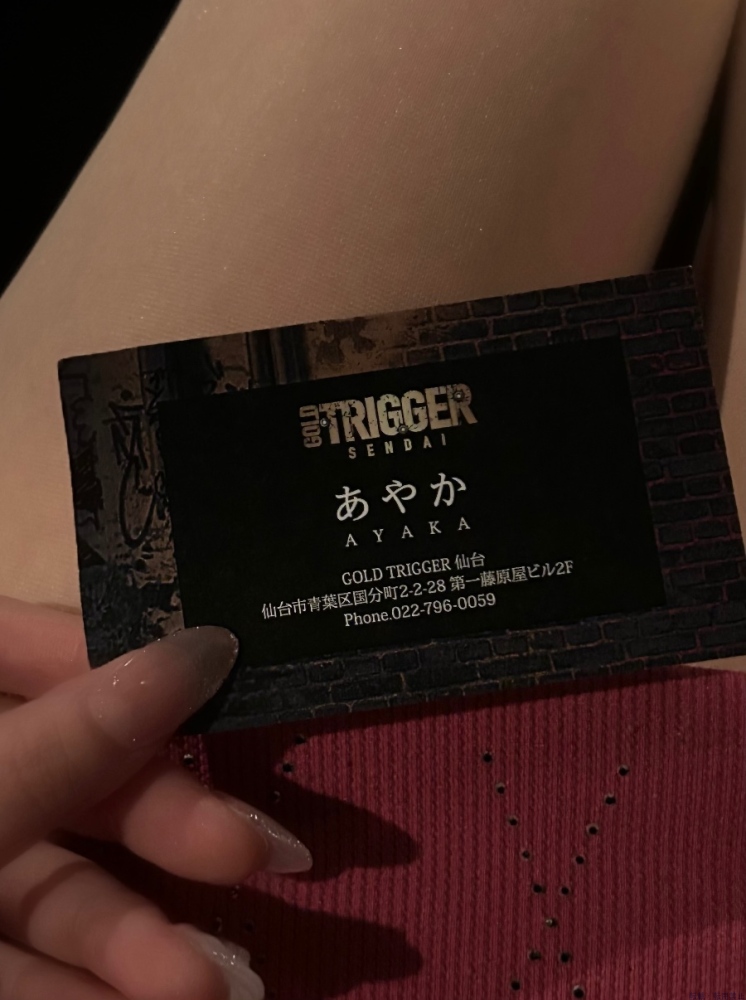 GOLD TRIGGER
SENDAI
あやか
AYAKA
GOLD TRIGGER 仙台
仙台市青葉区国分町2-2-28 第一藤原屋ビル2F
Phone.022-796-0059